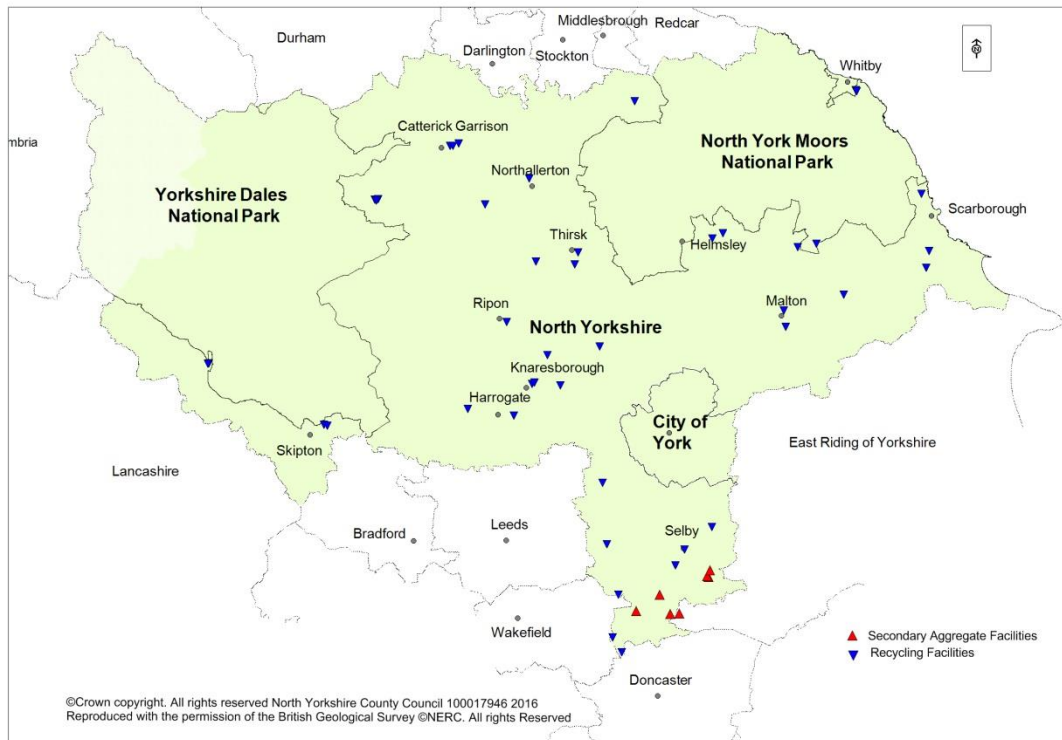 Middlesbrough
Redcar
Durham
Darlington
Stockton
N
Whitby
mbria
Catterick Garrison
North York Moors
National Park
Northallerton
Yorkshire Dales
National Park
Scarborough
Thirsk
Helmsley
Ripon
Malton
North Yorkshire
Knaresborough
Harrogate
City of
York
Skipton
East Riding of Yorkshire
Lancashire
Bradford
Leeds
Selby
Wakefield
Secondary Aggregate Facilities
Recycling Facilities
Doncaster
©Crown copyright. All rights reserved North Yorkshire County Council 100017946 2016
Reproduced with the permission of the British Geological Survey ©NERC. All rights Reserved